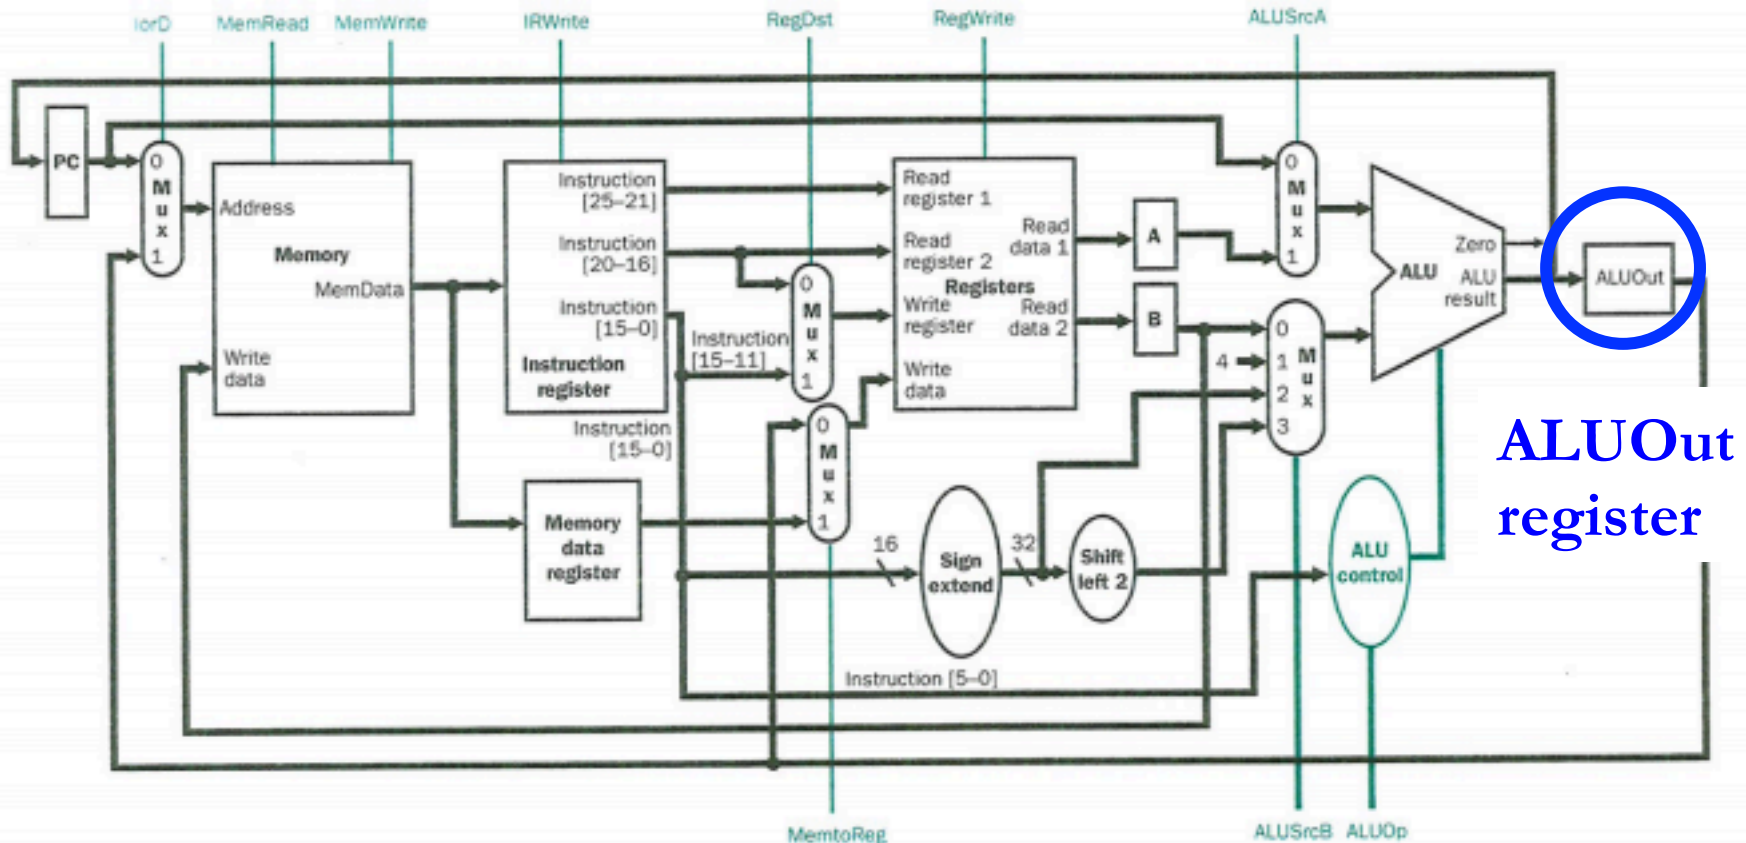 IorD
MemRead
MemWrite
IRWrite
RegDst
RegWrite
ALUSrcA
PC
0
M
u
x
1
Address
Memory
MemData
Write
data
Instruction
[25–21]
Instruction
[20–16]
Instruction
[15–0]
Instruction
register
Instruction
[15–11]
Instruction
[15–0]
Memory
data
register
0
M
u
x
1
0
M
u
x
1
Read
register 1
Read
register 2
Registers
Write
register
Write
data
Read
data 1
Read
data 2
A
B
4
0
M
u
x
1
0
1
2
3
M
u
x
ALU
Zero
ALU
result
ALUOut
ALUOut
register
16
Sign
extend
32
Shift
left 2
ALU
control
Instruction [5–0]
MemtoReg
ALUSrcB
ALUOp